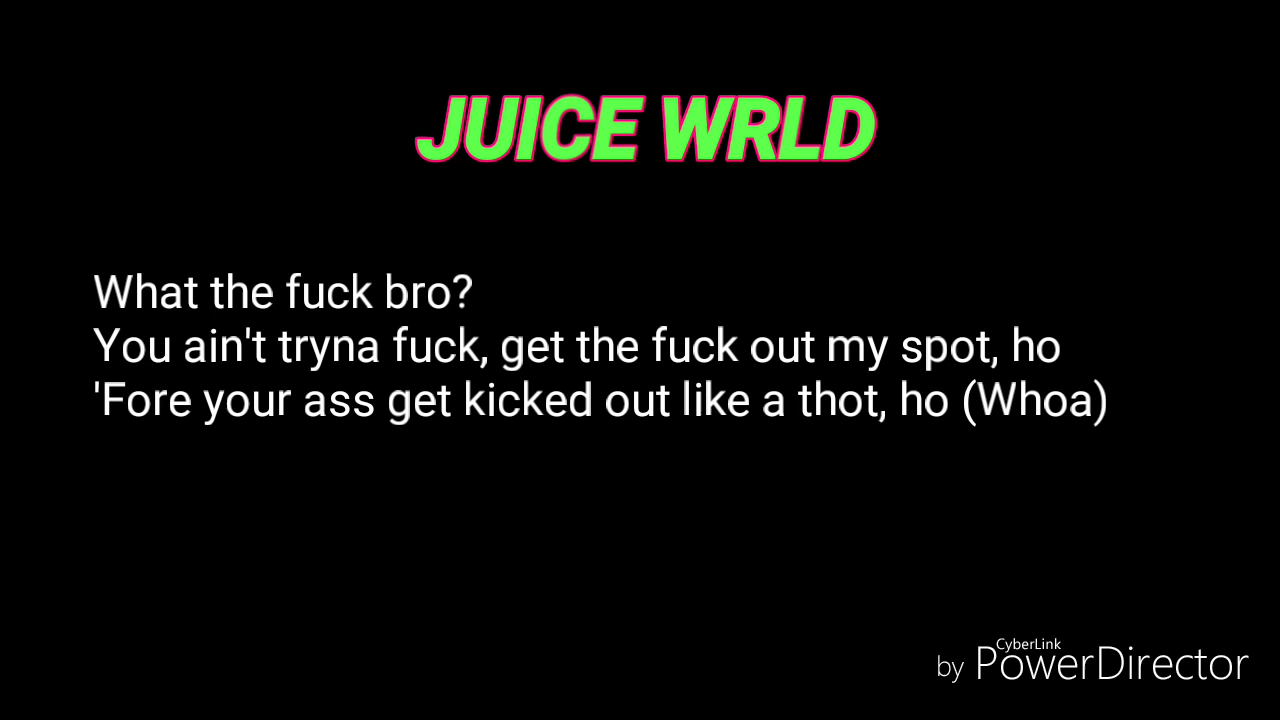 JUICE WRLD
What the fuck bro?
You ain't tryna fuck, get the fuck out my spot, ho
'Fore your ass get kicked out like a thot, ho (Whoa)
by CyberLink PowerDirector